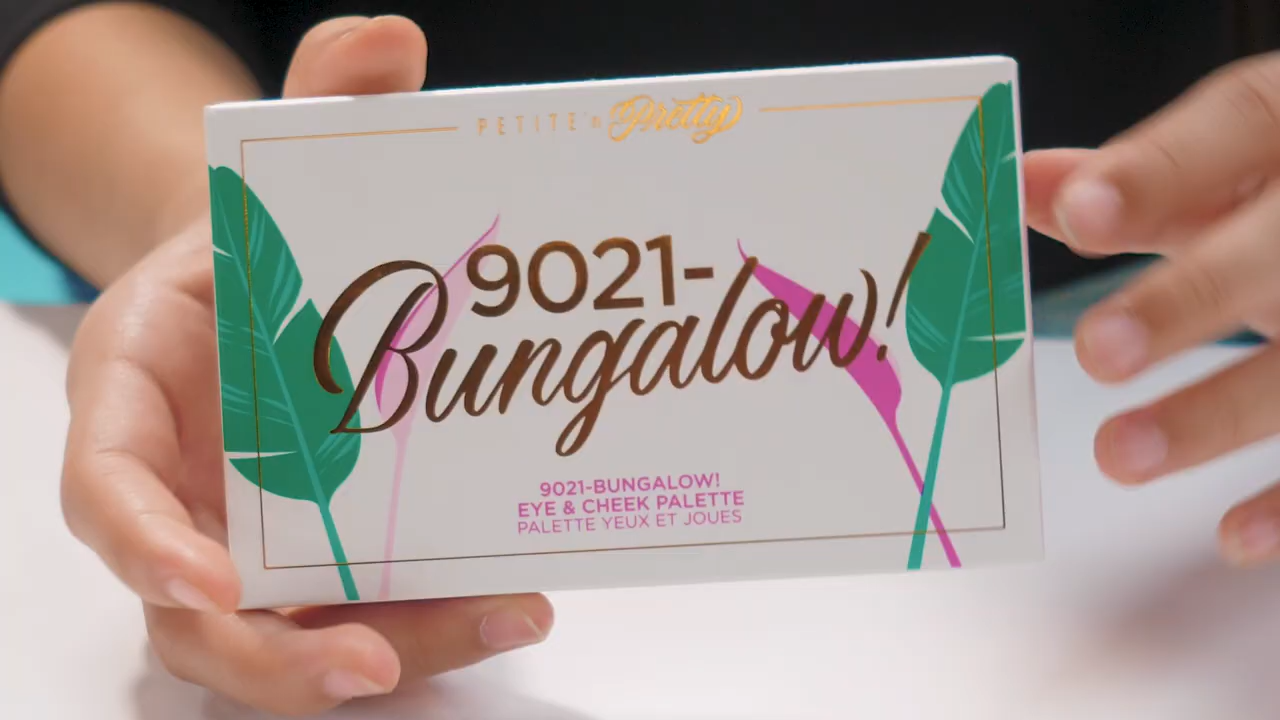 PETITE'n Pretty
9021-
Bungalow!
9021-BUNGALOW!
EYE & CHEEK PALETTE
PALETTE YEUX ET JOUES